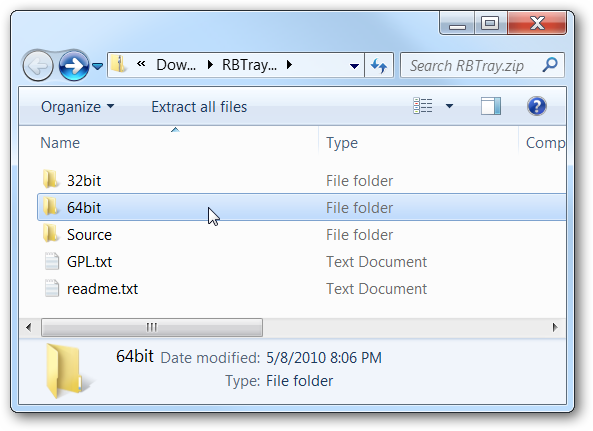 « Dow... RBTray... Search RBTray.zip
Organize Extract all files
Name Type Comp
32bit File folder
64bit File folder
Source File folder
GPL.txt Text Document
readme.txt Text Document
64bit Date modified: 5/8/2010 8:06 PM
Type: File folder